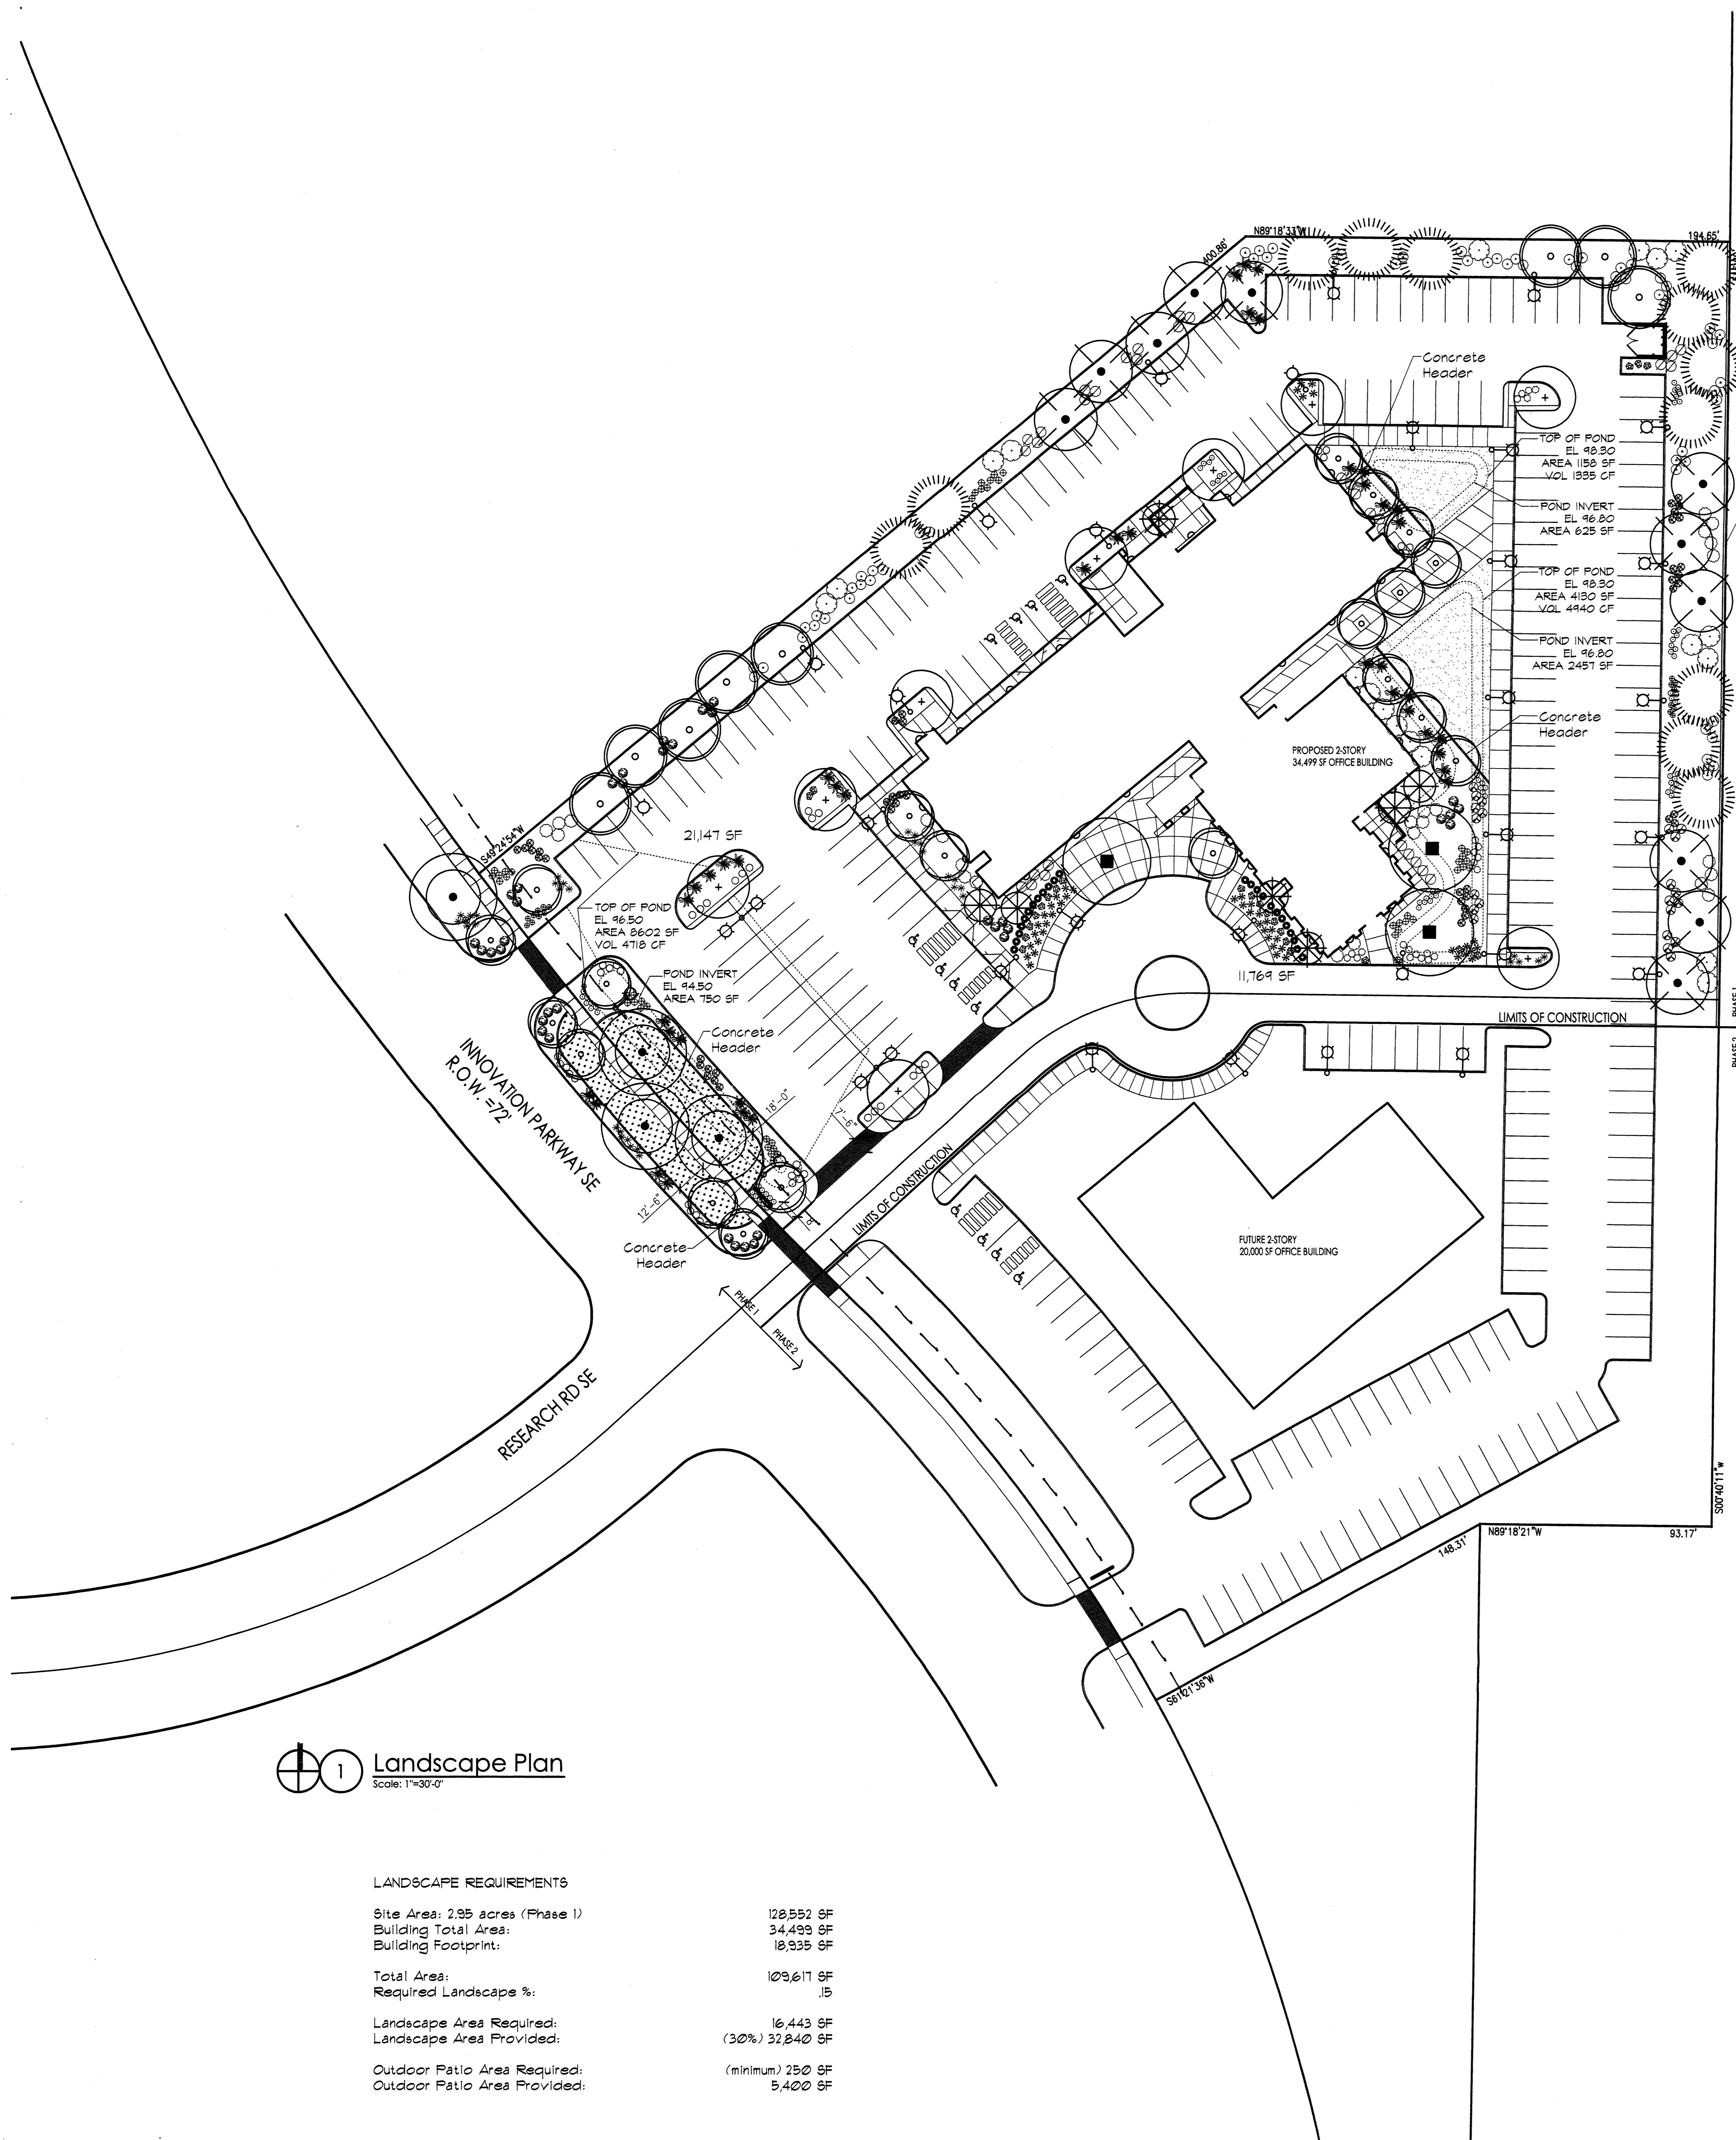 N89°18'33"W
194.65'
400.86'
Concrete
Header
TOP OF POND
EL 98.30
AREA 1158 SF
VOL 1335 CF
POND INVERT
EL 96.80
AREA 625 SF
TOP OF POND
EL 98.30
AREA 4130 SF
VOL 4940 CF
POND INVERT
EL 96.80
AREA 2457 SF
Concrete
Header
PROPOSED 2-STORY
34,499 SF OFFICE BUILDING
S49°24'54"W
21,147 SF
TOP OF POND
EL 96.50
AREA 8602 SF
VOL 4718 CF
POND INVERT
EL 94.50
AREA 750 SF
Concrete
Header
11,769 SF
LIMITS OF CONSTRUCTION
PHASE 1
PHASE 2
INNOVATION PARKWAY SE
R.O.W. =72'
18'-0"
7'-6"
12'-6"
LIMITS OF CONSTRUCTION
Concrete
Header
FUTURE 2-STORY
20,000 SF OFFICE BUILDING
PHASE 1
PHASE 2
RESEARCH RD SE
S00°40'11"W
N89°18'21"W
93.17'
148.31'
S61°21'36"W
1
Landscape Plan
Scale: 1"=30'-0"
LANDSCAPE REQUIREMENTS
Site Area: 2.95 acres (Phase 1) 128,552 SF
Building Total Area: 34,499 SF
Building Footprint: 18,935 SF
Total Area: 109,617 SF
Required Landscape %: .15
Landscape Area Required: 16,443 SF
Landscape Area Provided: (30%) 32,840 SF
Outdoor Patio Area Required: (minimum) 250 SF
Outdoor Patio Area Provided: 5,400 SF